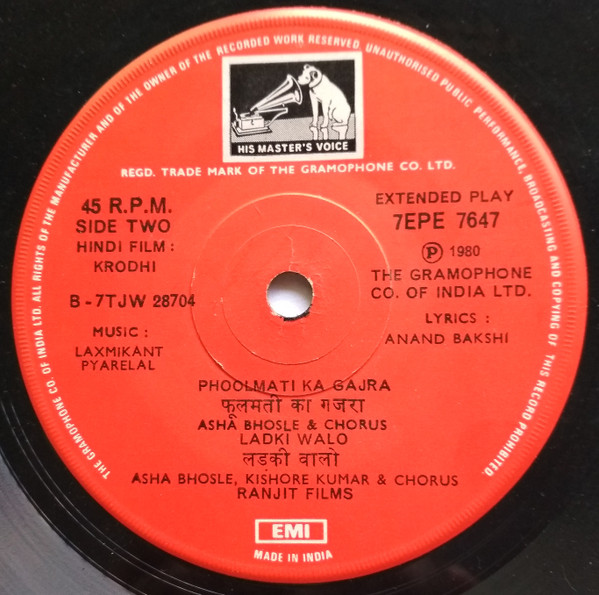 THE GRAMOPHONE CO OF INDIA LTD. ALL RIGHTS OF THE MANUFACTURER AND OF THE OWNER OF THE RECORDED WORK RESERVED. UNAUTHORISED PUBLIC PERFORMANCE, BROADCASTING AND COPYING OF THIS RECORD PROHIBITED.
HIS MASTER'S VOICE
REGD. TRADE MARK OF THE GRAMOPHONE CO. LTD.
45 R.P.M.
SIDE TWO
HINDI FILM :
KRODHI
B-7TJW 28704
MUSIC :
LAXMIKANT
PYARELAL
EXTENDED PLAY
7EPE 7647
℗ 1980
THE GRAMOPHONE
CO. OF INDIA LTD.
LYRICS :
ANAND BAKSHI
PHOOLMATI KA GAJRA
फूलमती का गजरा
ASHA BHOSLE & CHORUS
LADKI WALO
लडकी वालो
ASHA BHOSLE, KISHORE KUMAR & CHORUS
RANJIT FILMS
EMI
MADE IN INDIA